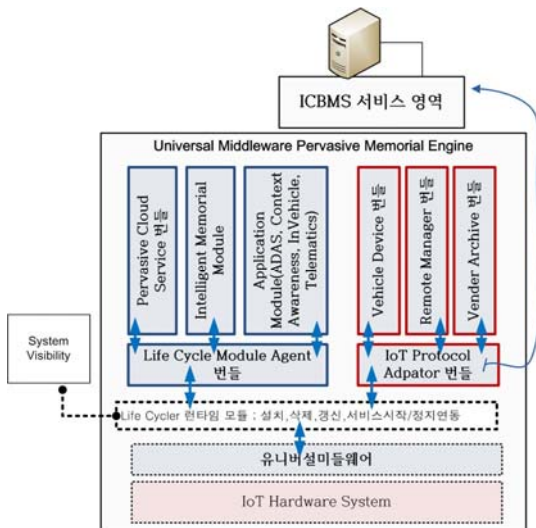 ICBMS 서비스 영역
Universal Middleware Pervasive Memorial Engine
Pervasive Cloud
Service 번들
Intelligent Memorial
Module
Application
Module(ADAS, Context
Awareness, InVehicle,
Telematics)
Vehicle Device 번들
Remote Manager 번들
Vender Archive 번들
System
Visibility
Life Cycle Module Agent
번들
IoT Protocol
Adpator 번들
Life Cycler 런타임 모듈 ; 설치,삭제,갱신,서비스시작/정지연동
유니버설미들웨어
IoT Hardware System